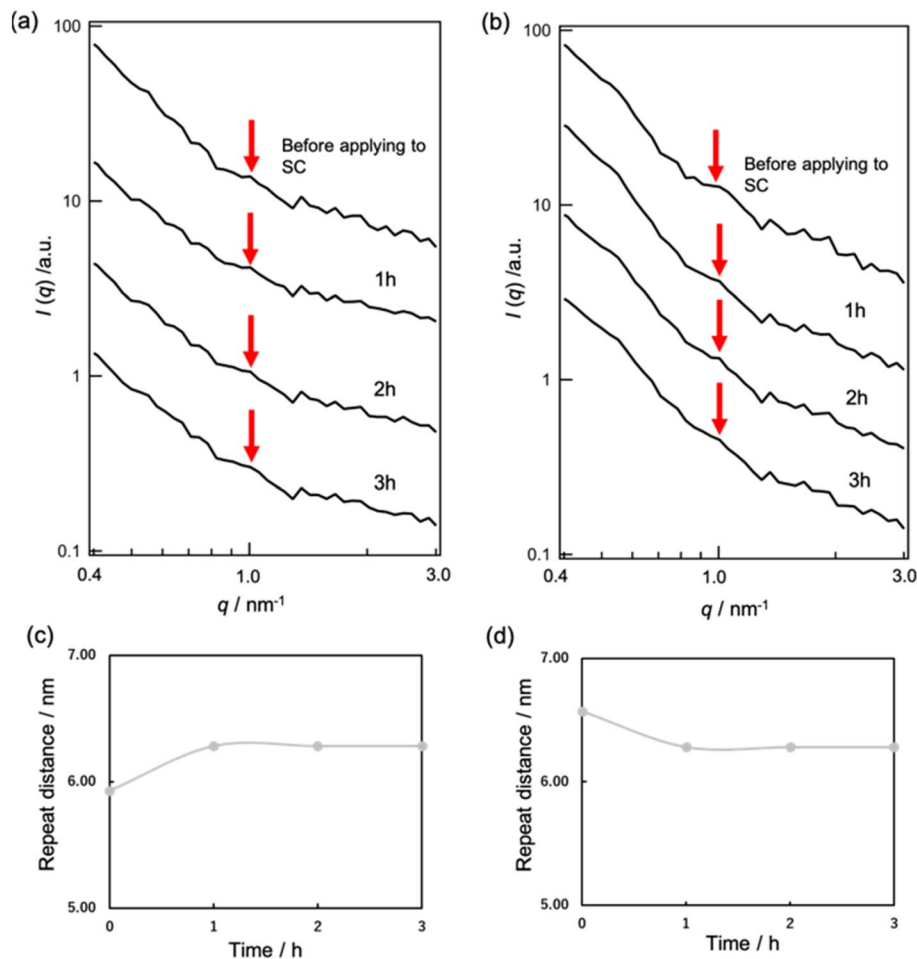 (a)
100
10
1
0.1
I (q) /a.u.
Before applying to
SC
1h
2h
3h
0.4
1.0
3.0
q / nm-1
(b)
100
10
1
0.1
I (q) /a.u.
Before applying to
SC
1h
2h
3h
0.4
1.0
3.0
q / nm-1
(c)
7.00
6.00
5.00
Repeat distance / nm
0
1
2
3
Time / h
(d)
7.00
6.00
5.00
Repeat distance / nm
0
1
2
3
Time / h